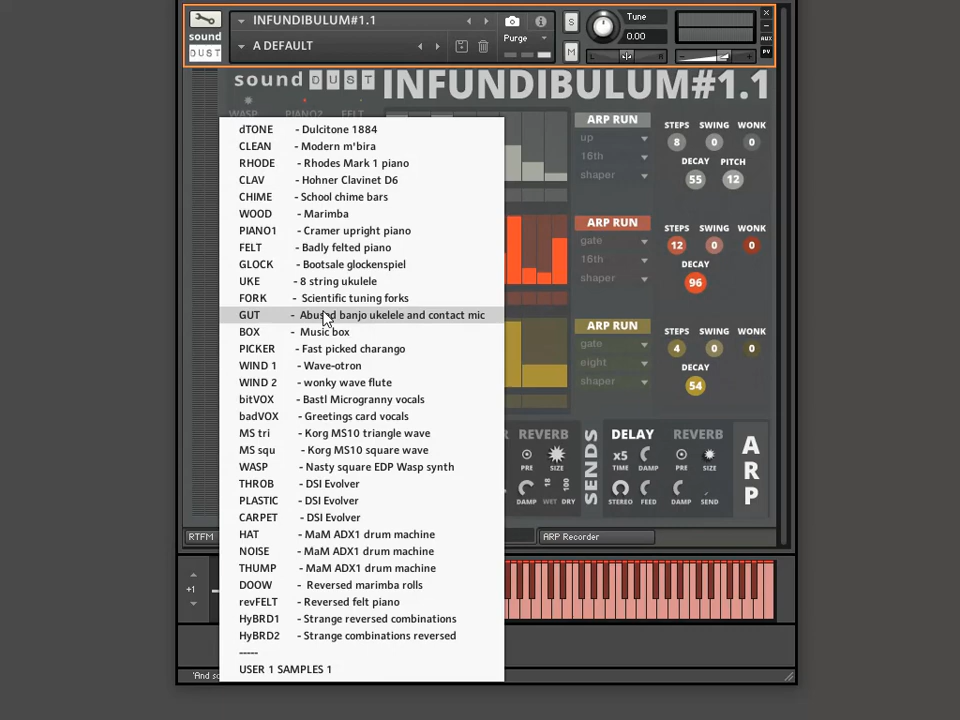 sound DUST
INFUNDIBULUM#1.1
A DEFAULT
Purge
S
M
Tune
0.00
L R
AUX
PV
sound DUST INFUNDIBULUM#1.1
WASP PIANO2 FELT
dTONE - Dulcitone 1884
CLEAN - Modern m'bira
RHODE - Rhodes Mark 1 piano
CLAV - Hohner Clavinet D6
CHIME - School chime bars
WOOD - Marimba
PIANO1 - Cramer upright piano
FELT - Badly felted piano
GLOCK - Bootsale glockenspiel
UKE - 8 string ukulele
FORK - Scientific tuning forks
GUT - Abused banjo ukelele and contact mic
BOX - Music box
PICKER - Fast picked charango
WIND 1 - Wave-otron
WIND 2 - wonky wave flute
bitVOX - Bastl Microgranny vocals
badVOX - Greetings card vocals
MS tri - Korg MS10 triangle wave
MS squ - Korg MS10 square wave
WASP - Nasty square EDP Wasp synth
THROB - DSI Evolver
PLASTIC - DSI Evolver
CARPET - DSI Evolver
HAT - MaM ADX1 drum machine
NOISE - MaM ADX1 drum machine
THUMP - MaM ADX1 drum machine
DOOW - Reversed marimba rolls
revFELT - Reversed felt piano
HyBRD1 - Strange reversed combinations
HyBRD2 - Strange combinations reversed
-----
USER 1 SAMPLES 1
ARP RUN
up
16th
shaper
STEPS SWING WONK
8 0 0
DECAY PITCH
55 12
ARP RUN
gate
16th
shaper
STEPS SWING WONK
12 0 0
DECAY
96
ARP RUN
gate
eight
shaper
STEPS SWING WONK
4 0 0
DECAY
54
REVERB
PRE SIZE
DAMP WET DRY
18 100
SENDS
DELAY REVERB
x5
TIME DAMP PRE SIZE
STEREO FEED DAMP SEND
ARP
RTFM
ARP Recorder
+1